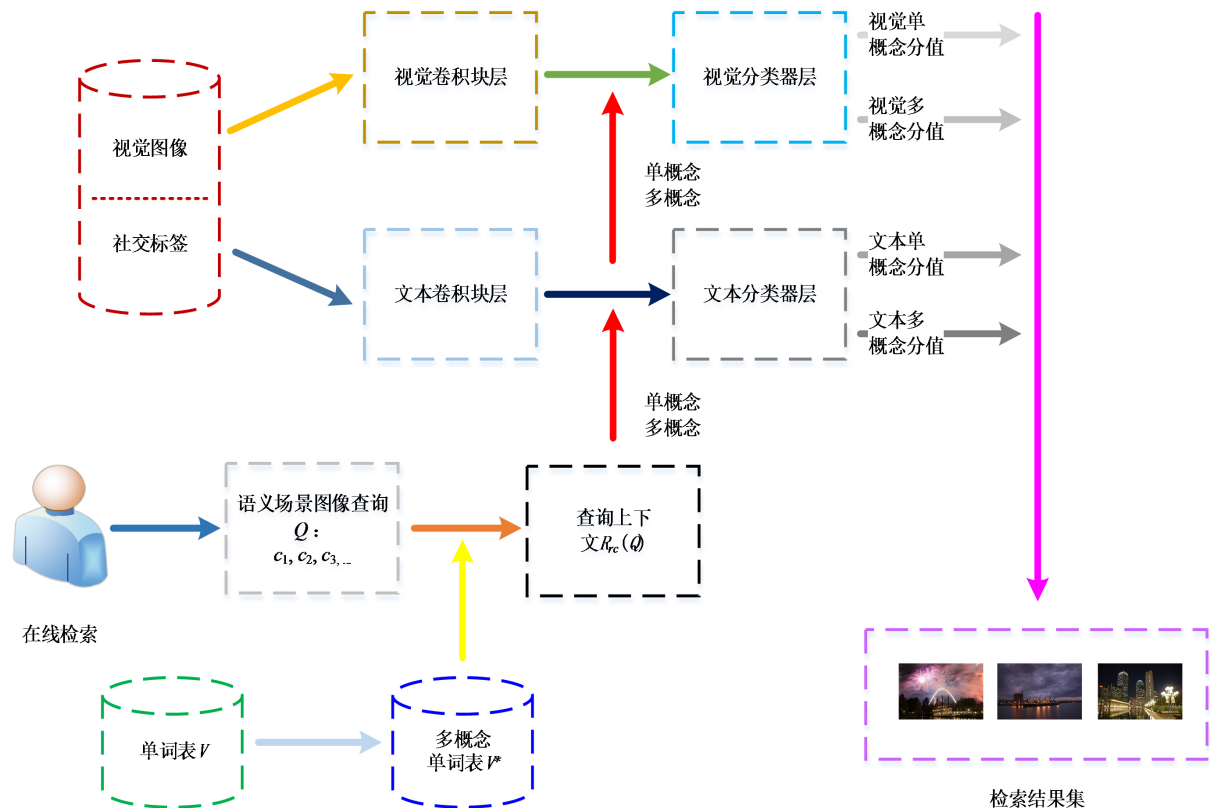 视觉图像
社交标签
视觉卷积块层
视觉分类器层
视觉单
概念分值
视觉多
概念分值
单概念
多概念
文本卷积块层
文本分类器层
文本单
概念分值
文本多
概念分值
单概念
多概念
语义场景图像查询
Q：
c₁, c₂, c₃, ...
查询上下
文Rrc(Q)
在线检索
单词表V
多概念
单词表V*
检索结果集